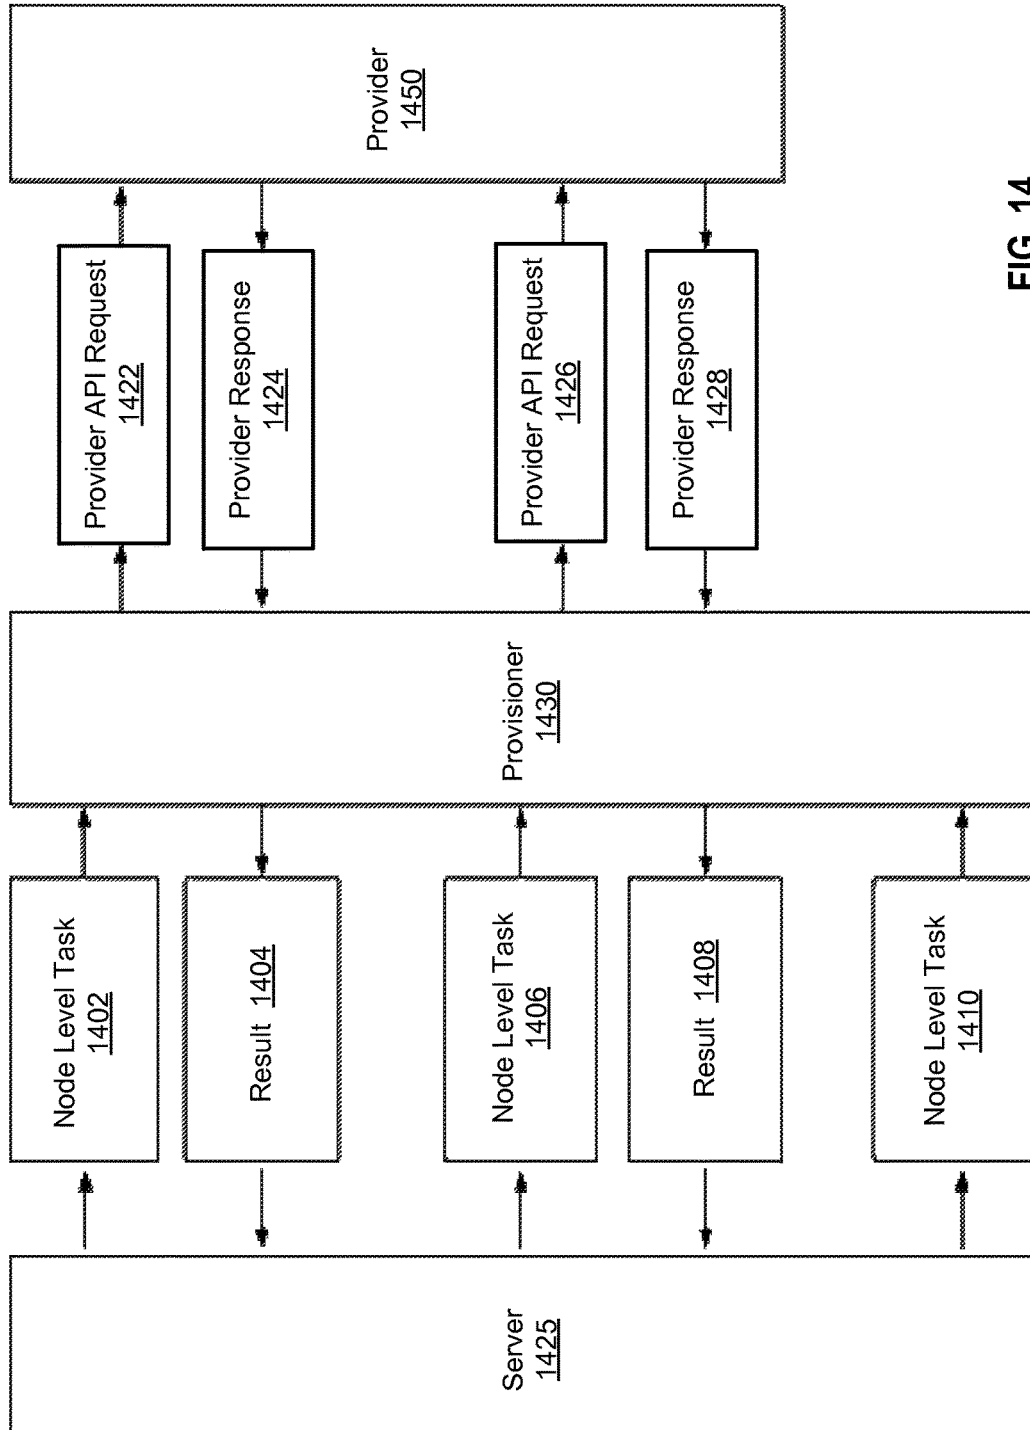 Server
1425
Node Level Task
1402
Result 1404
Node Level Task
1406
Result 1408
Node Level Task
1410
Provisioner
1430
Provider API Request
1422
Provider Response
1424
Provider API Request
1426
Provider Response
1428
Provider
1450
FIG. 14